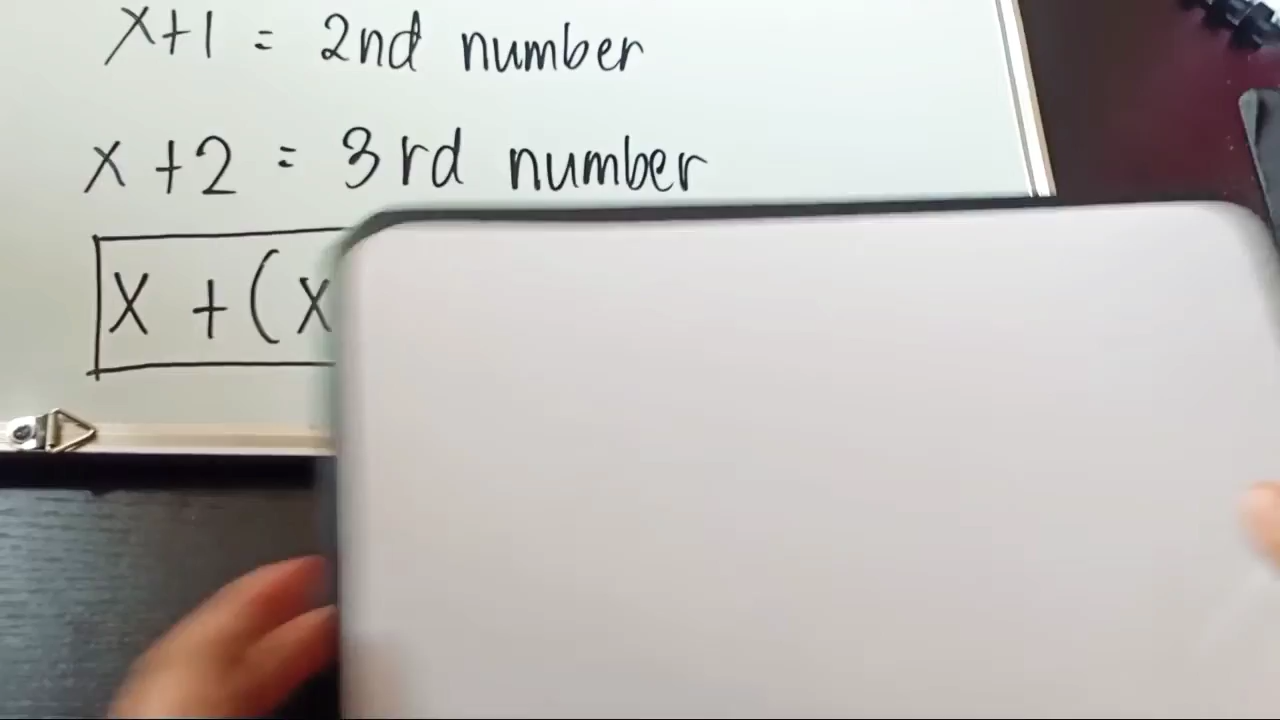 x+1 = 2nd number
x +2 = 3rd number
x + (x